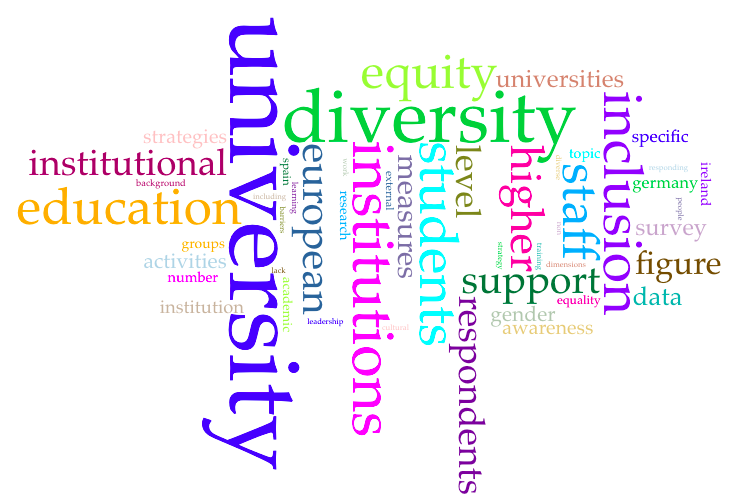 university
equity
universities
diversity
inclusion
specific
strategies
institutional
background
education
groups
activities
number
institution
spain
learning
including
barriers
lack
academic
european
leadership
work
research
institutions
external
measures
cultural
students
level
respondents
support
higher
strategy
training
topic
staff
dimensions
equality
gender
awareness
responding
germany
ireland
people
survey
figure
data